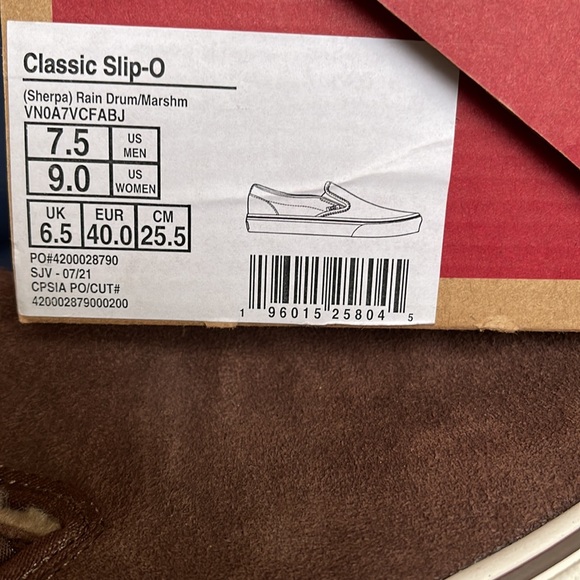 Classic Slip-O
(Sherpa) Rain Drum/Marshm
VN0A7VCFABJ
7.5 US MEN
9.0 US WOMEN
UK EUR CM
6.5 40.0 25.5
PO#4200028790
SJV - 07/21
CPSIA PO/CUT#
420002879000200
1 96015 25804 5